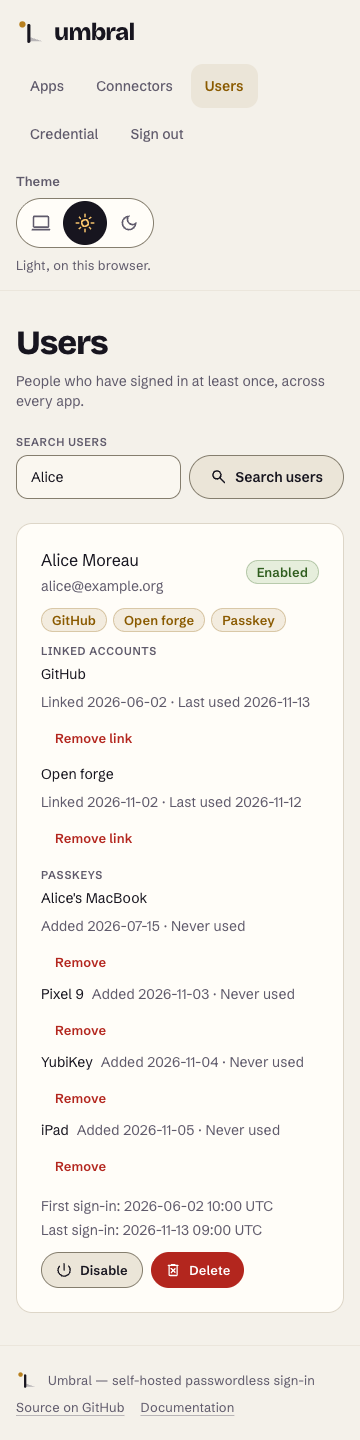 umbral
Apps Connectors Users
Credential Sign out
Theme
Light, on this browser.
Users
People who have signed in at least once, across
every app.
SEARCH USERS
Alice Search users
Alice Moreau
alice@example.org
Enabled
GitHub Open forge Passkey
LINKED ACCOUNTS
GitHub
Linked 2026-06-02 · Last used 2026-11-13
Remove link
Open forge
Linked 2026-11-02 · Last used 2026-11-12
Remove link
PASSKEYS
Alice's MacBook
Added 2026-07-15 · Never used
Remove
Pixel 9 Added 2026-11-03 · Never used
Remove
YubiKey Added 2026-11-04 · Never used
Remove
iPad Added 2026-11-05 · Never used
Remove
First sign-in: 2026-06-02 10:00 UTC
Last sign-in: 2026-11-13 09:00 UTC
Disable Delete
Umbral — self-hosted passwordless sign-in
Source on GitHub Documentation